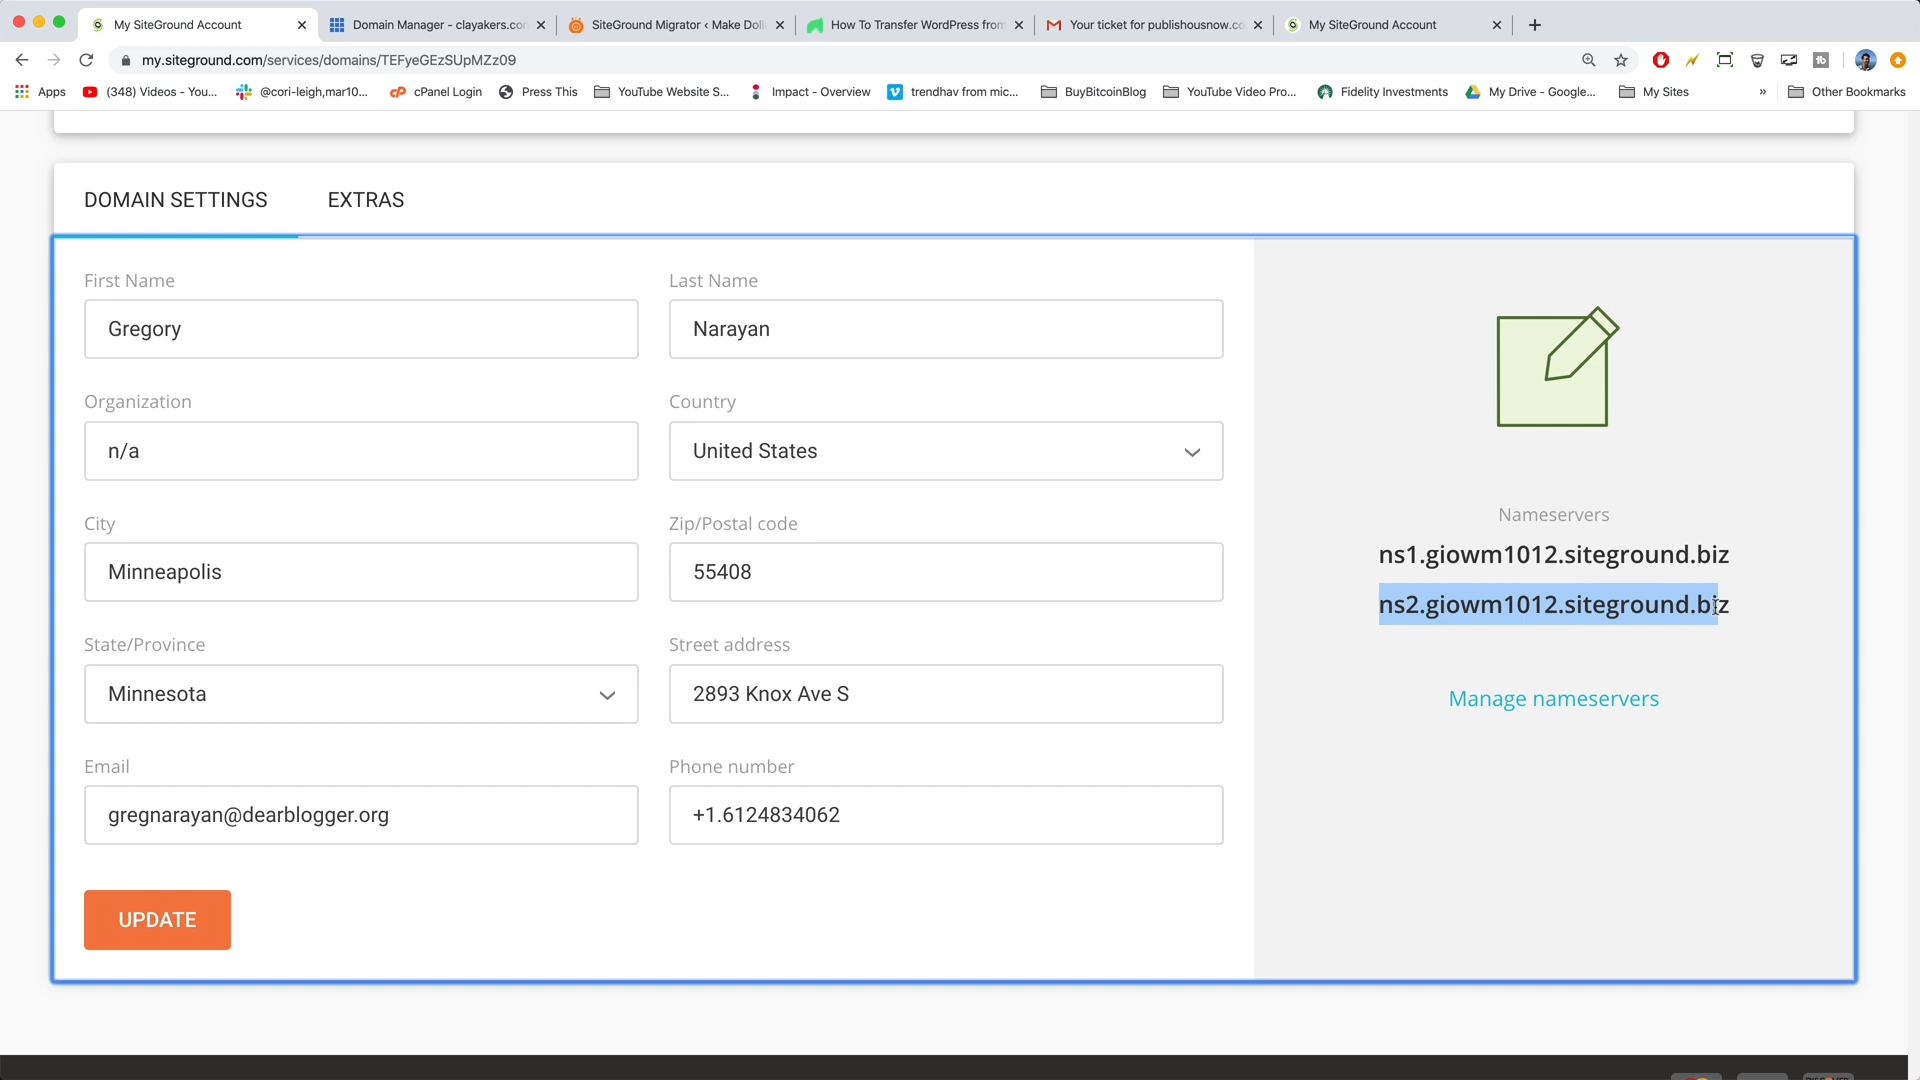 My SiteGround Account
Domain Manager - clayakers.con
SiteGround Migrator ‹ Make Doll
How To Transfer WordPress from
Your ticket for publishousnow.co
My SiteGround Account
my.siteground.com/services/domains/TEFyeGEzSUpMZz09
Apps
(348) Videos - You...
@cori-leigh,mar10...
cP cPanel Login
Press This
YouTube Website S...
Impact - Overview
trendhav from mic...
BuyBitcoinBlog
YouTube Video Pro...
Fidelity Investments
My Drive - Google...
My Sites
»
Other Bookmarks
DOMAIN SETTINGS
EXTRAS
First Name
Last Name
Gregory
Narayan
Organization
Country
n/a
United States
City
Zip/Postal code
Minneapolis
55408
State/Province
Street address
Minnesota
2893 Knox Ave S
Email
Phone number
gregnarayan@dearblogger.org
+1.6124834062
UPDATE
Nameservers
ns1.giowm1012.siteground.biz
ns2.giowm1012.siteground.biz
Manage nameservers